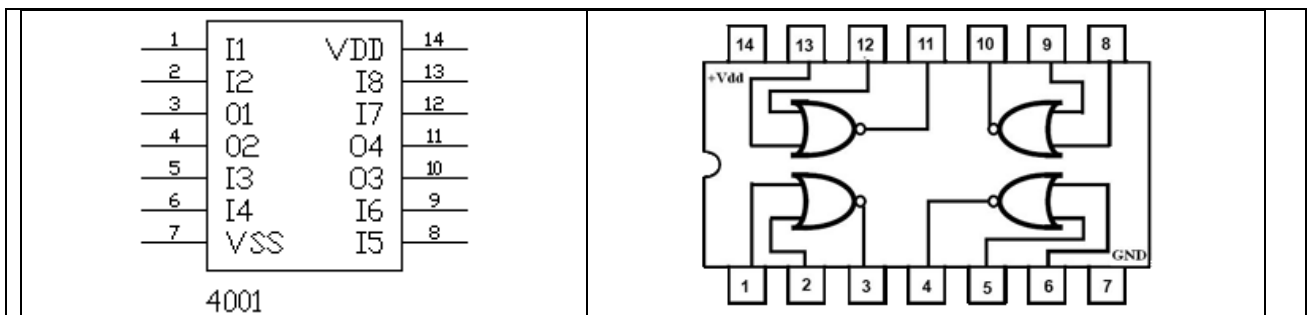 1 I1 VDD 14
2 I2 I8 13
3 O1 I7 12
4 O2 O4 11
5 I3 O3 10
6 I4 I6 9
7 VSS I5 8
4001
14 13 12 11 10 9 8
+Vdd
GND
1 2 3 4 5 6 7